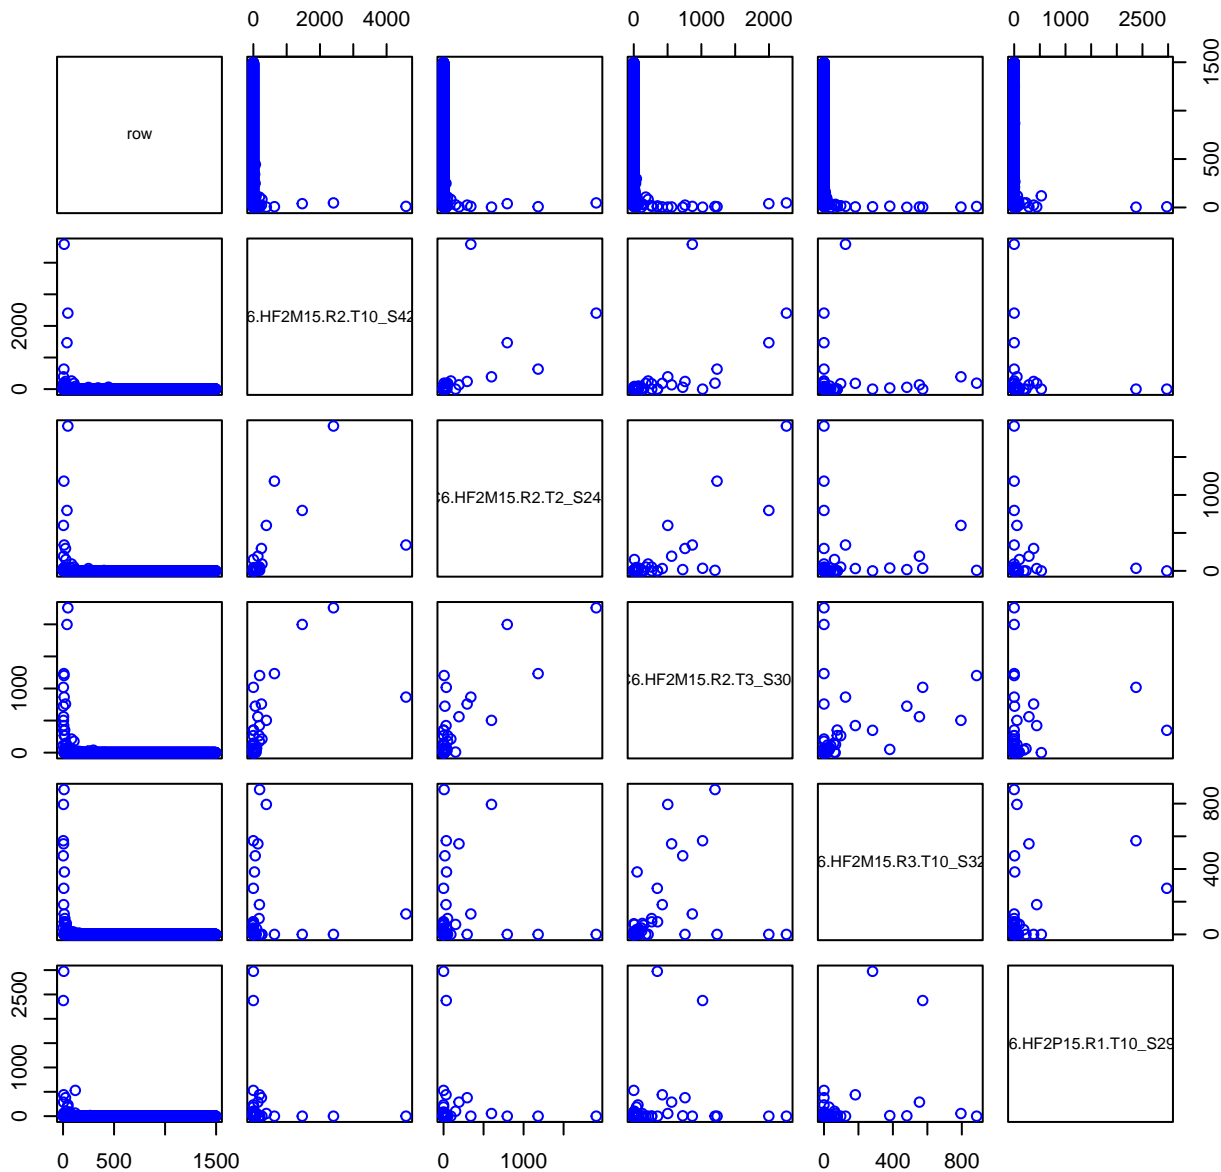 0 2000 4000 0 1000 2000 0 1000 2500
row
500 1500
0
6.HF2M15.R2.T10_S42
0 2000
6.HF2M15.R2.T2_S24
0 1000
6.HF2M15.R2.T3_S30
0 1000
6.HF2M15.R3.T10_S32
0 400 800
6.HF2P15.R1.T10_S29
0 1000 2500
0 500 1500 0 1000 0 400 800